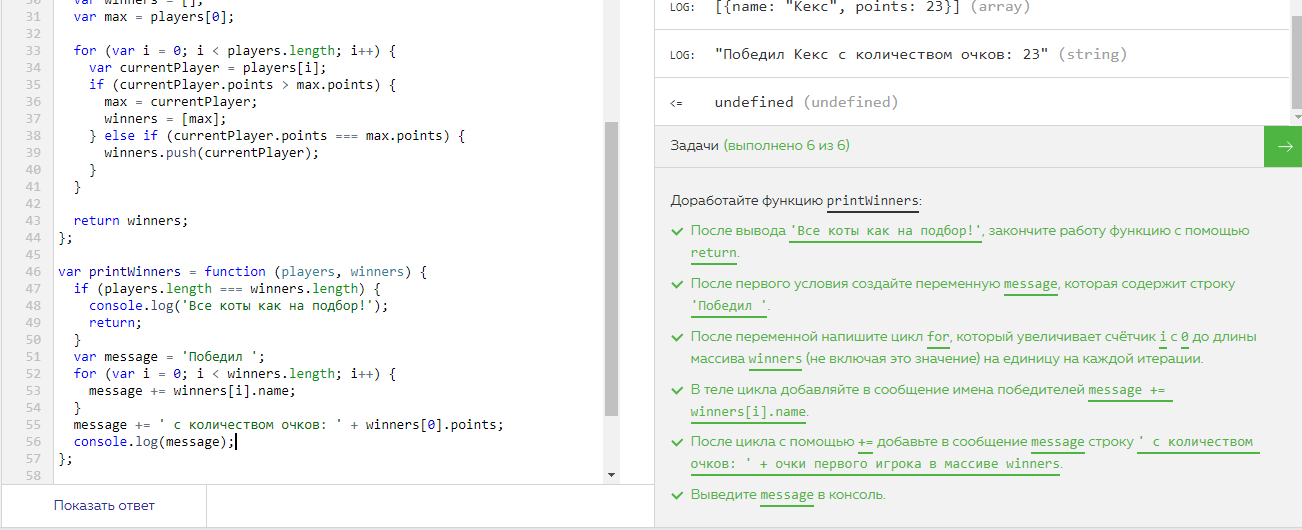 30 var winners = [];
31 var max = players[0];
32
33 for (var i = 0; i < players.length; i++) {
34 var currentPlayer = players[i];
35 if (currentPlayer.points > max.points) {
36 max = currentPlayer;
37 winners = [max];
38 } else if (currentPlayer.points === max.points) {
39 winners.push(currentPlayer);
40 }
41 }
42
43 return winners;
44 };
45
46 var printWinners = function (players, winners) {
47 if (players.length === winners.length) {
48 console.log('Все коты как на подбор!');
49 return;
50 }
51 var message = 'Победил ';
52 for (var i = 0; i < winners.length; i++) {
53 message += winners[i].name;
54 }
55 message += ' с количеством очков: ' + winners[0].points;
56 console.log(message);
57 };
58
Показать ответ
LOG: [{name: "Кекс", points: 23}] (array)
LOG: "Победил Кекс с количеством очков: 23" (string)
<= undefined (undefined)
Задачи (выполнено 6 из 6)
→
Доработайте функцию printWinners:
После вывода 'Все коты как на подбор!', закончите работу функцию с помощью
return.
После первого условия создайте переменную message, которая содержит строку
'Победил '.
После переменной напишите цикл for, который увеличивает счётчик i с 0 до длины
массива winners (не включая это значение) на единицу на каждой итерации.
В теле цикла добавляйте в сообщение имена победителей message +=
winners[i].name.
После цикла с помощью += добавьте в сообщение message строку ' с количеством
очков: ' + очки первого игрока в массиве winners.
Выведите message в консоль.